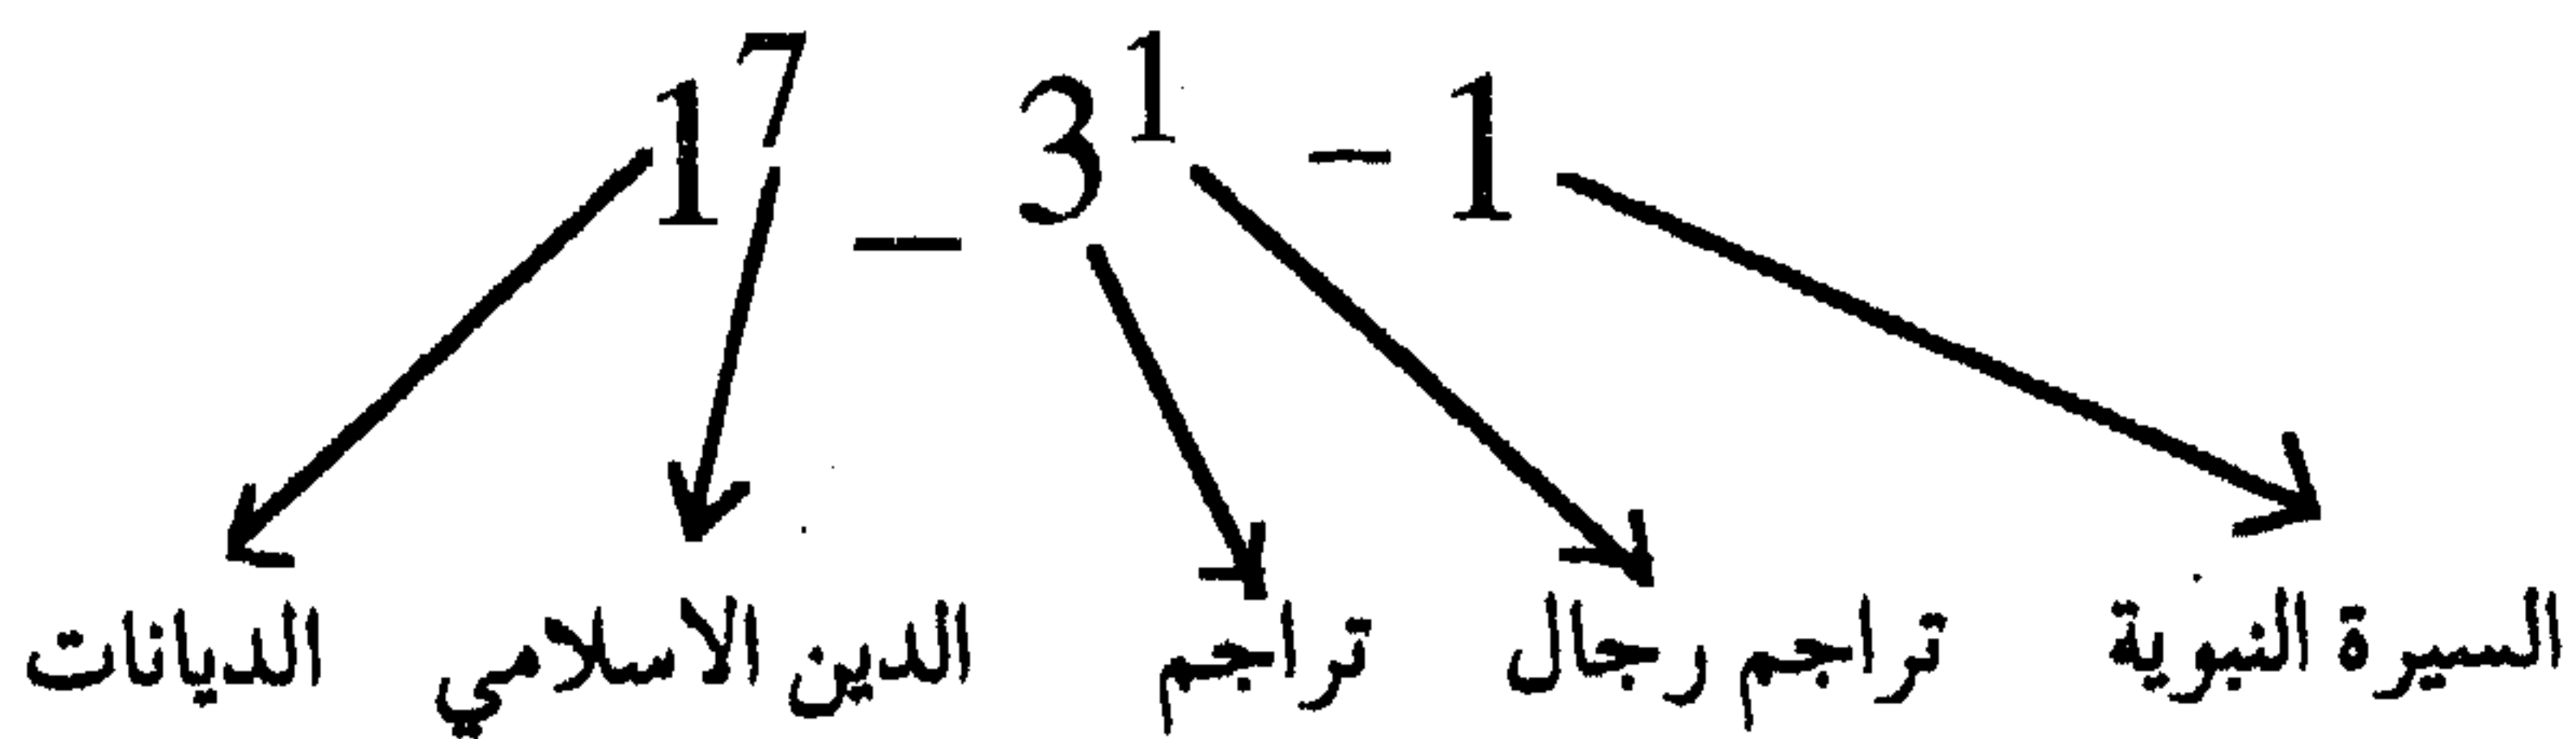 1⁷ – 3¹ – 1
السيرة النبوية تراجم رجال تراجم الدين الاسلامي الديانات